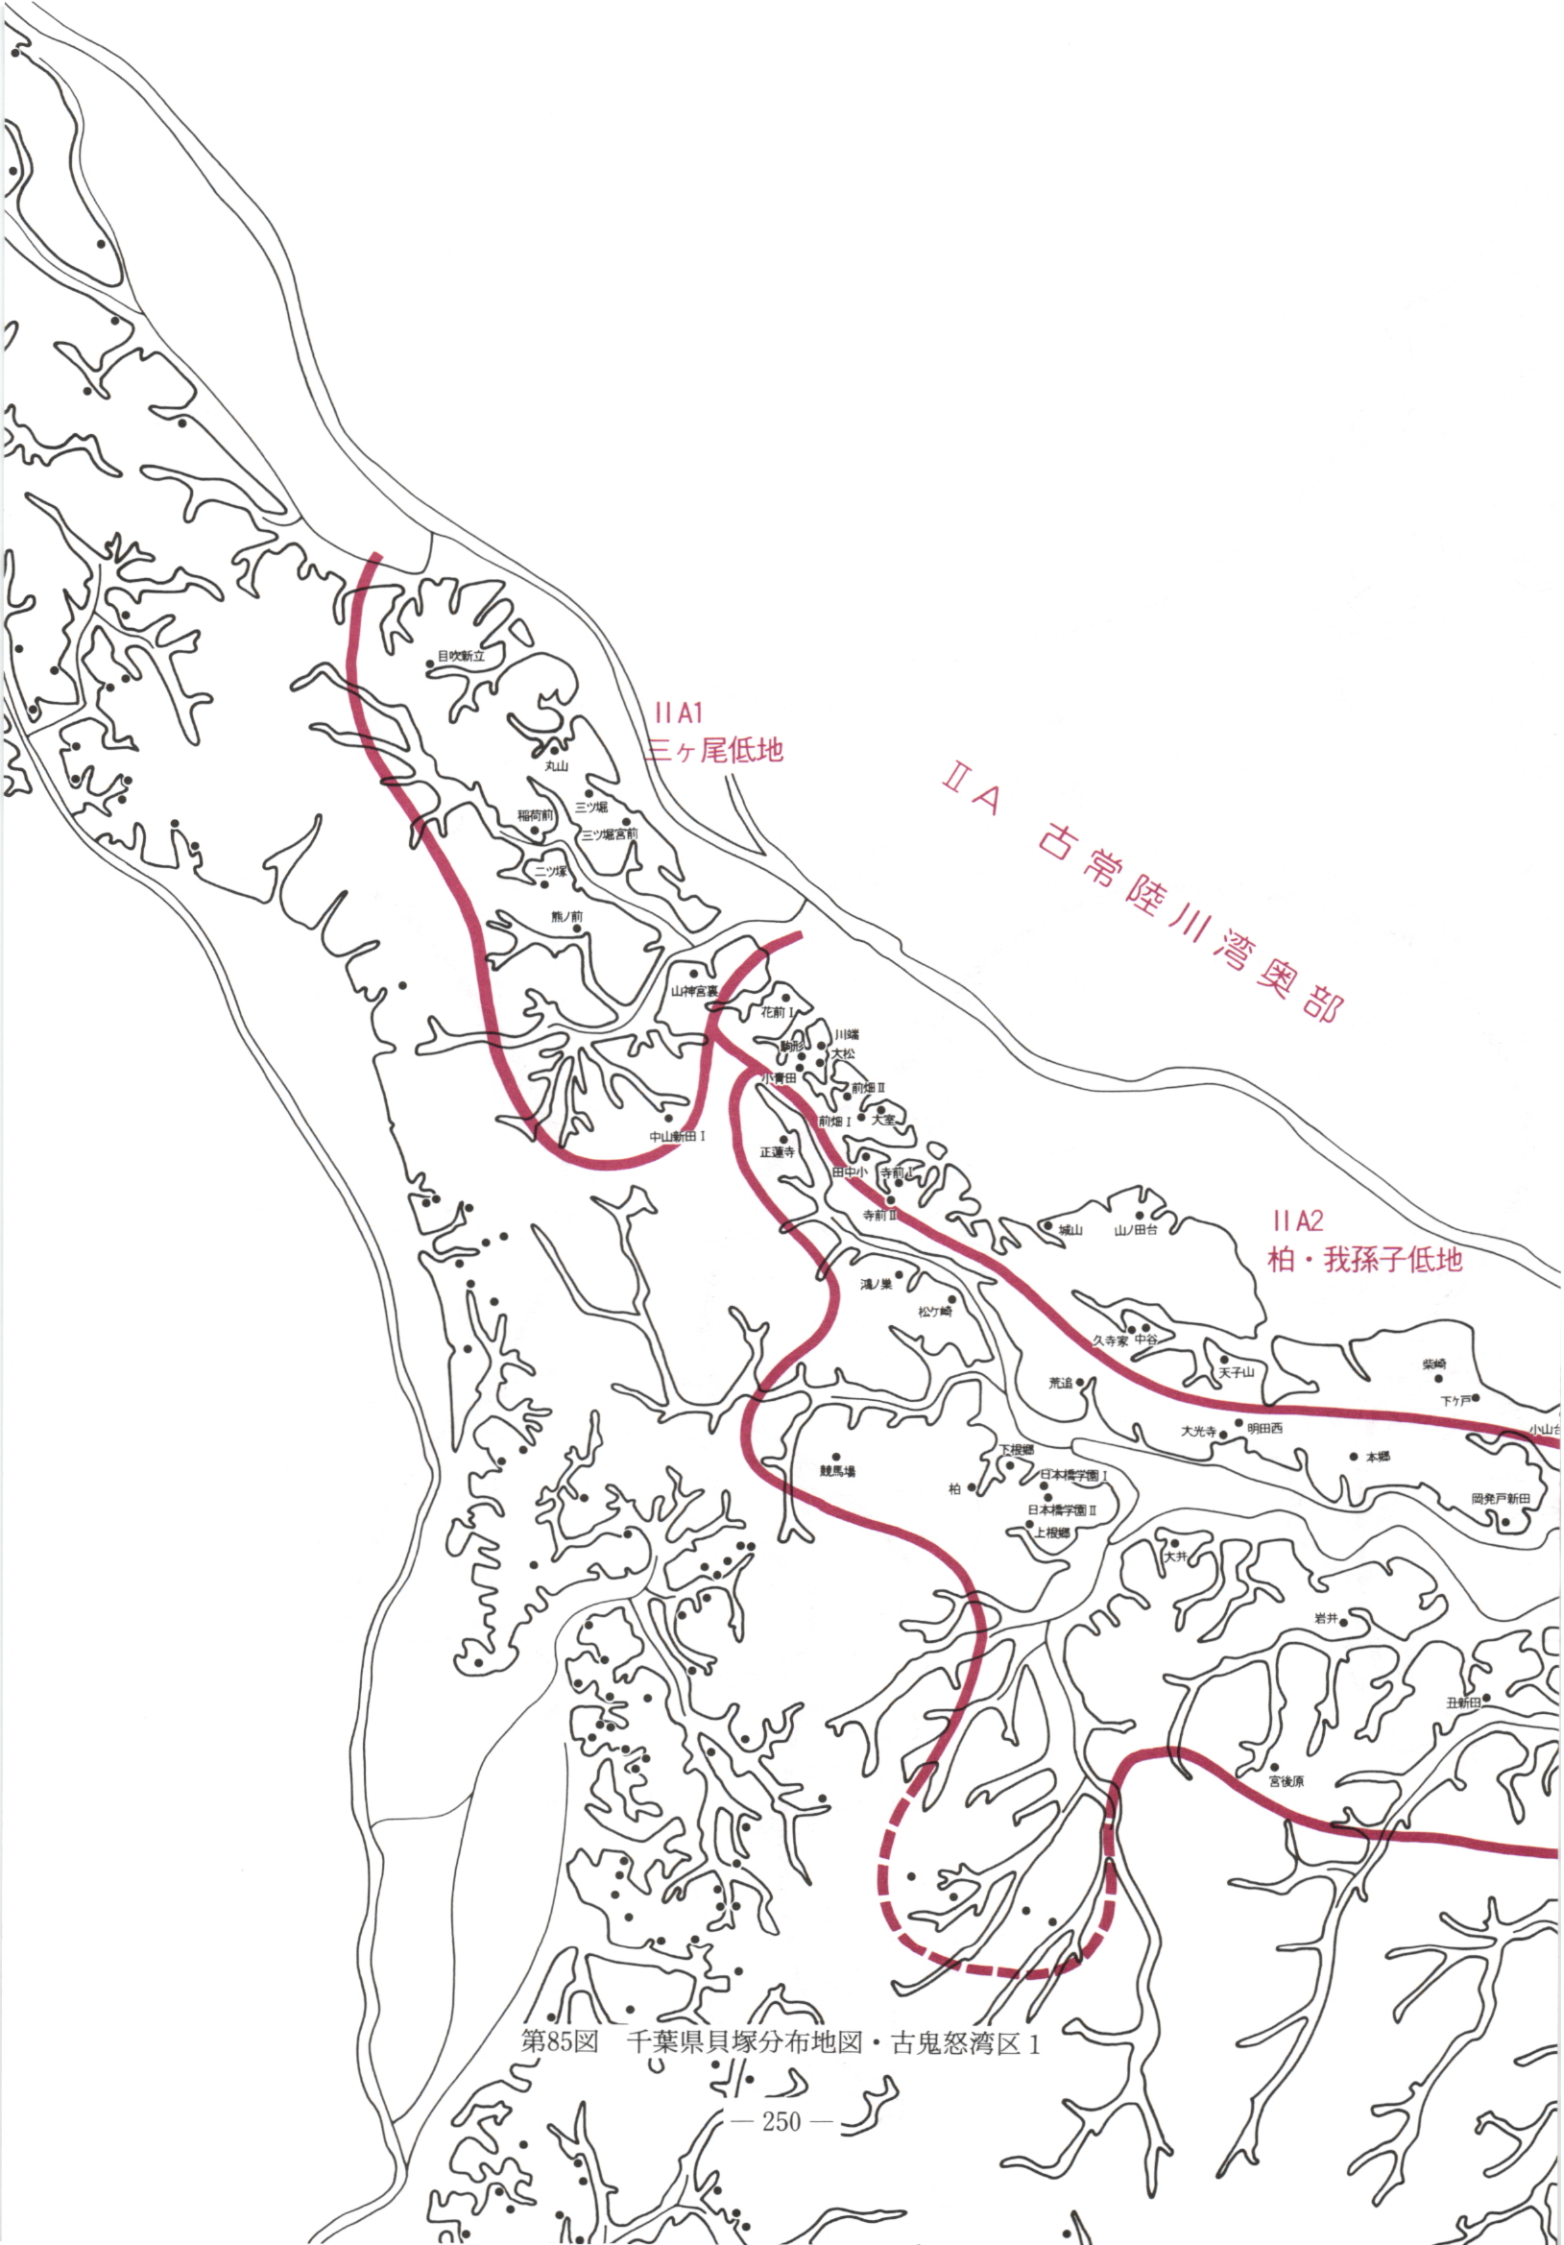 目吹新立
ⅡA1
三ヶ尾低地
ⅡA 古常陸川湾奥部
丸山
三ツ堀
稲荷前
三ツ堀宮前
二ツ塚
熊ノ前
山神宮裏
花前Ⅰ
川端
駒形
大松
小青田
前畑Ⅱ
前畑Ⅰ
大室
中山新田Ⅰ
正蓮寺
田中小
寺前Ⅰ
寺前Ⅱ
城山
山ノ田台
ⅡA2
柏・我孫子低地
鴻ノ巣
松ケ崎
久寺家
中谷
天子山
柴崎
荒追
下ケ戸
大光寺
明田西
小山台
本郷
下根郷
競馬場
日本橋学園Ⅰ
柏
日本橋学園Ⅱ
岡発戸新田
上根郷
大井
岩井
丑新田
宮後原
第85図　千葉県貝塚分布地図・古鬼怒湾区1
― 250 ―